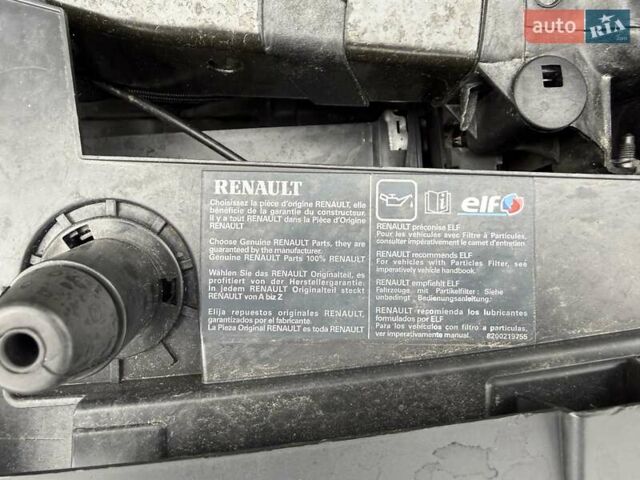 auto RIA
.com
RENAULT
Choisissez la pièce d'origine RENAULT, elle
bénéficie de la garantie du constructeur.
Il y a tout RENAULT dans la Pièce d'Origine
RENAULT
Choose Genuine RENAULT Parts, they are
guaranteed by the manufacturer.
Genuine RENAULT Parts 100% RENAULT
Wählen Sie das RENAULT Originalteil, es
profitiert von der Herstellergarantie.
In jedem RENAULT Originalteil steckt
RENAULT von A bis Z
Elija repuestos originales RENAULT,
garantizados por el fabricante.
La Pieza Original RENAULT es toda RENAULT
elf
RENAULT préconise ELF
Pour les véhicules avec Filtre à Particules,
consulter impérativement le carnet d'entretien
RENAULT recommends ELF
For vehicles with Particles Filter, see
imperatively vehicle handbook.
RENAULT empfiehlt ELF
Fahrzeuge mit Partikelfilter: Siehe
unbedingt Bedienungsanleitung.
RENAULT recomienda los lubricantes
formulados por ELF
Para los vehículos con filtro a particulas,
ver imperativamente manual.
8200219755